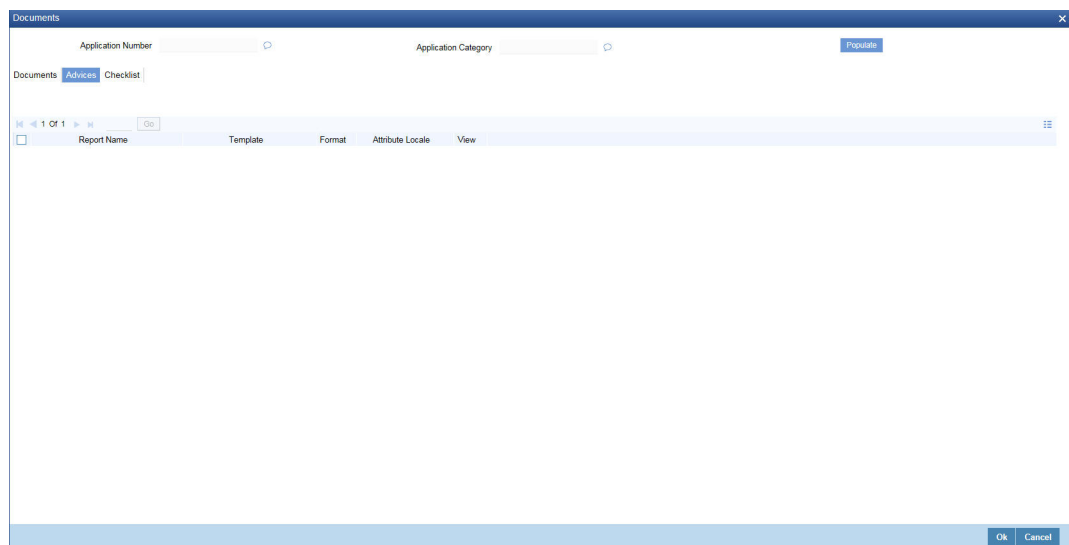 Documents
Application Number
Application Category
Populate
Documents Advices Checklist
1 Of 1 Go
Report Name Template Format Attribute Locale View
Ok Cancel